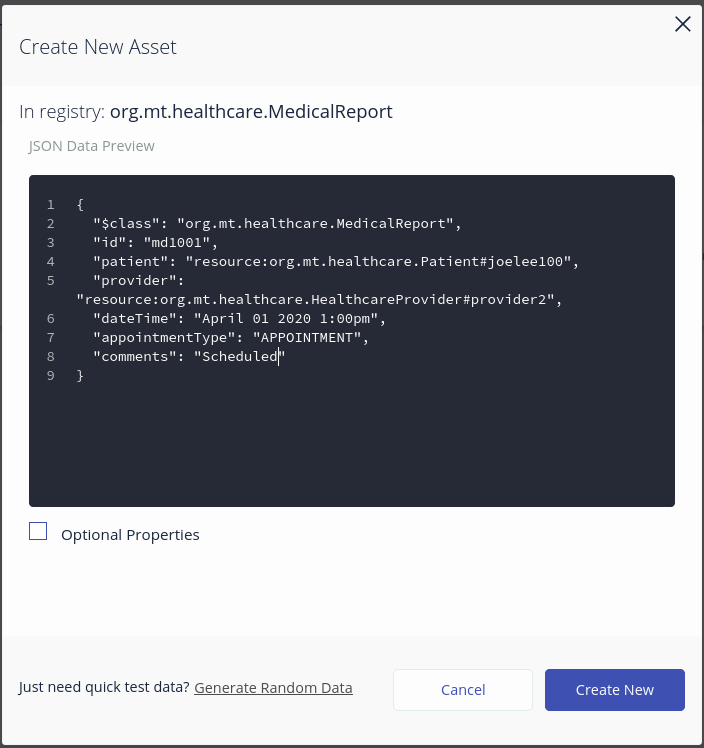 Create New Asset
In registry: org.mt.healthcare.MedicalReport
JSON Data Preview
1 {
2 "$class": "org.mt.healthcare.MedicalReport",
3 "id": "md1001",
4 "patient": "resource:org.mt.healthcare.Patient#joelee100",
5 "provider":
"resource:org.mt.healthcare.HealthcareProvider#provider2",
6 "dateTime": "April 01 2020 1:00pm",
7 "appointmentType": "APPOINTMENT",
8 "comments": "Scheduled"
9 }
Optional Properties
Just need quick test data? Generate Random Data Cancel Create New